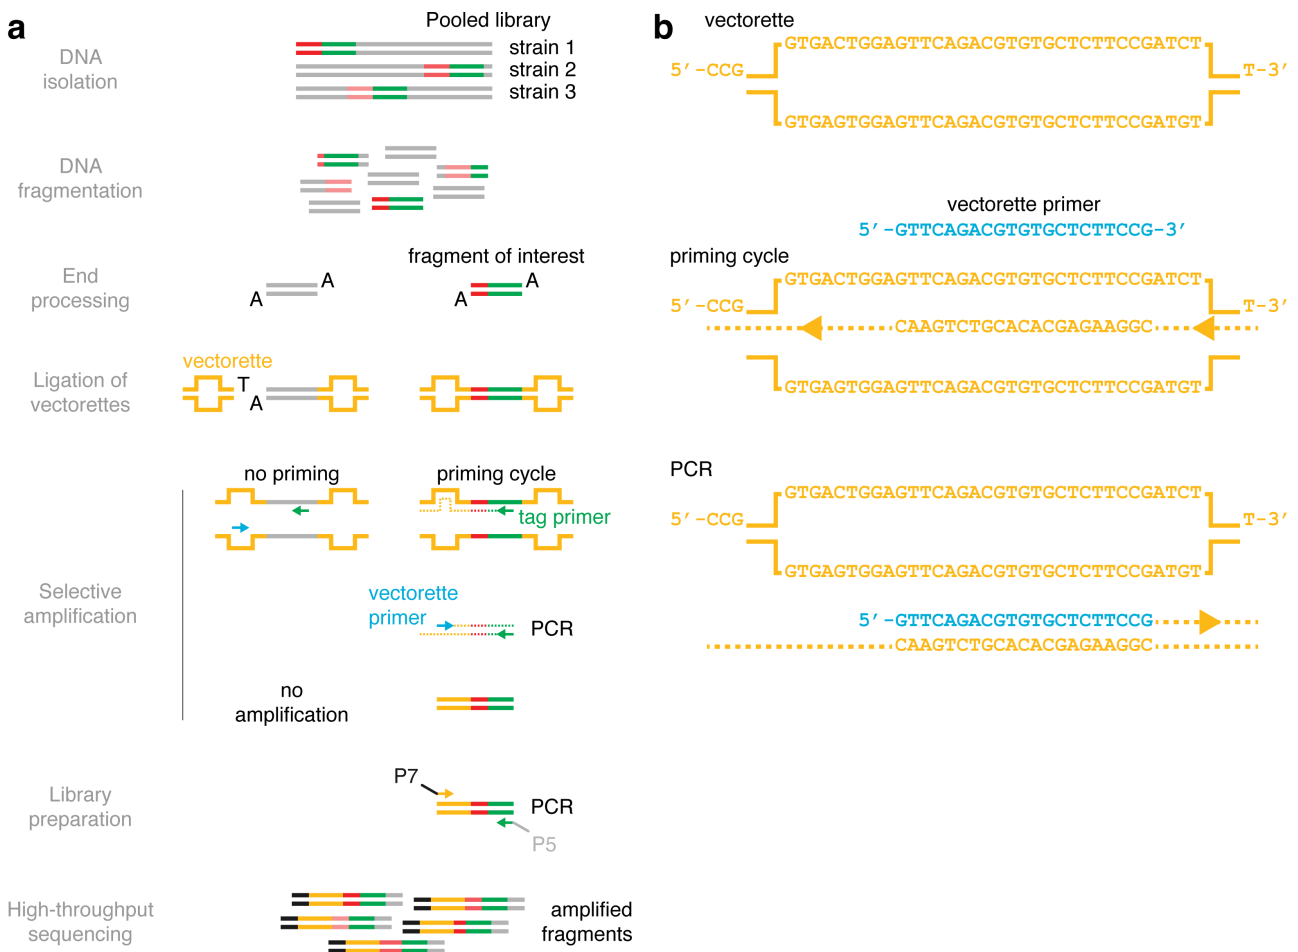 a
Pooled library
DNA
isolation
strain 1
strain 2
strain 3
DNA
fragmentation
End
processing
fragment of interest
A
A
A
A
Ligation of
vectorettes
vectorette
T
A
Selective
amplification
no priming
priming cycle
tag primer
vectorette
primer
PCR
no
amplification
Library
preparation
P7
PCR
P5
High-throughput
sequencing
amplified
fragments
b
vectorette
GTGACTGGAGTTCAGACGTGTGCTCTTCCGATCT
5′-CCG
T-3′
GTGAGTGGAGTTCAGACGTGTGCTCTTCCGATGT
vectorette primer
5′-GTTCAGACGTGTGCTCTTCCG-3′
priming cycle
GTGACTGGAGTTCAGACGTGTGCTCTTCCGATCT
5′-CCG
T-3′
CAAGTCTGCACACGAGAAGGC
GTGAGTGGAGTTCAGACGTGTGCTCTTCCGATGT
PCR
GTGACTGGAGTTCAGACGTGTGCTCTTCCGATCT
5′-CCG
T-3′
GTGAGTGGAGTTCAGACGTGTGCTCTTCCGATGT
5′-GTTCAGACGTGTGCTCTTCCG
CAAGTCTGCACACGAGAAGGC